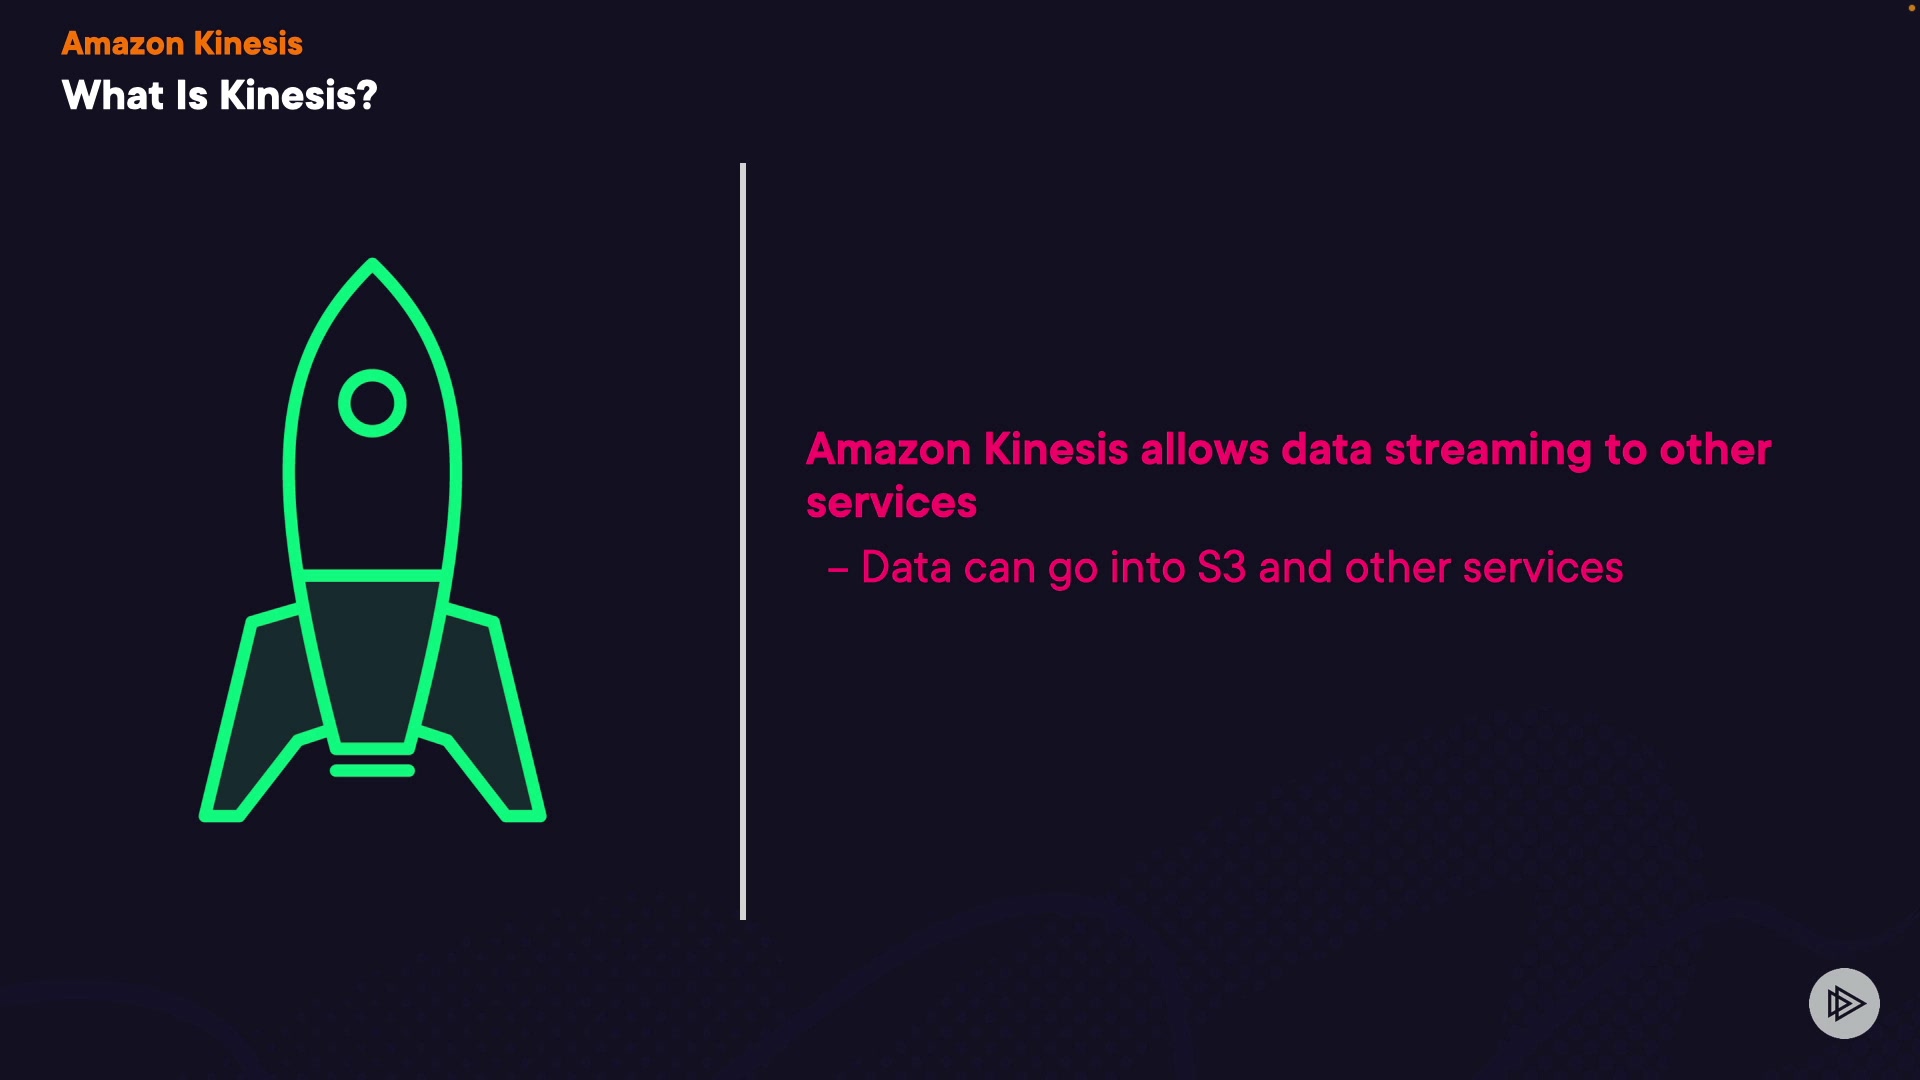 Amazon Kinesis
What Is Kinesis?
Amazon Kinesis allows data streaming to other
services
– Data can go into S3 and other services